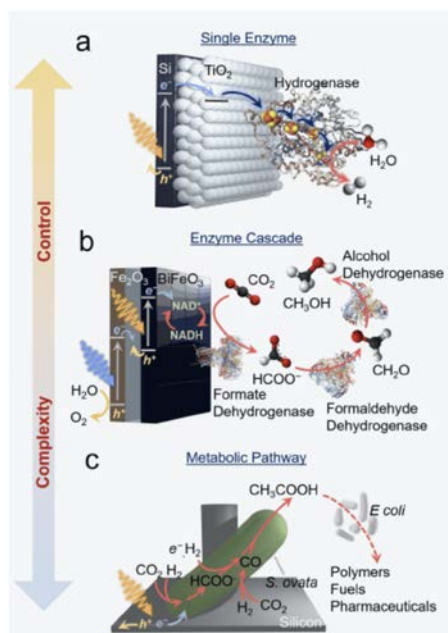 a
Single Enzyme
Si
TiO₂
e⁻
Hydrogenase
H₂O
h⁺
H₂
Control
b
Enzyme Cascade
Fe₂O₃
BiFeO₃
Alcohol
Dehydrogenase
CO₂
e⁻
NAD⁺
CH₃OH
NADH
e⁻
h⁺
HCOO⁻
CH₂O
H₂O
O₂
h⁺
Formate
Dehydrogenase
Formaldehyde
Dehydrogenase
Complexity
c
Metabolic Pathway
CH₃COOH
E coli
e⁻
H₂
CO₂
H₂
CO
HCOO⁻
S. ovata
H₂
CO₂
Polymers
Fuels
Pharmaceuticals
h⁺
e⁻
Silicon